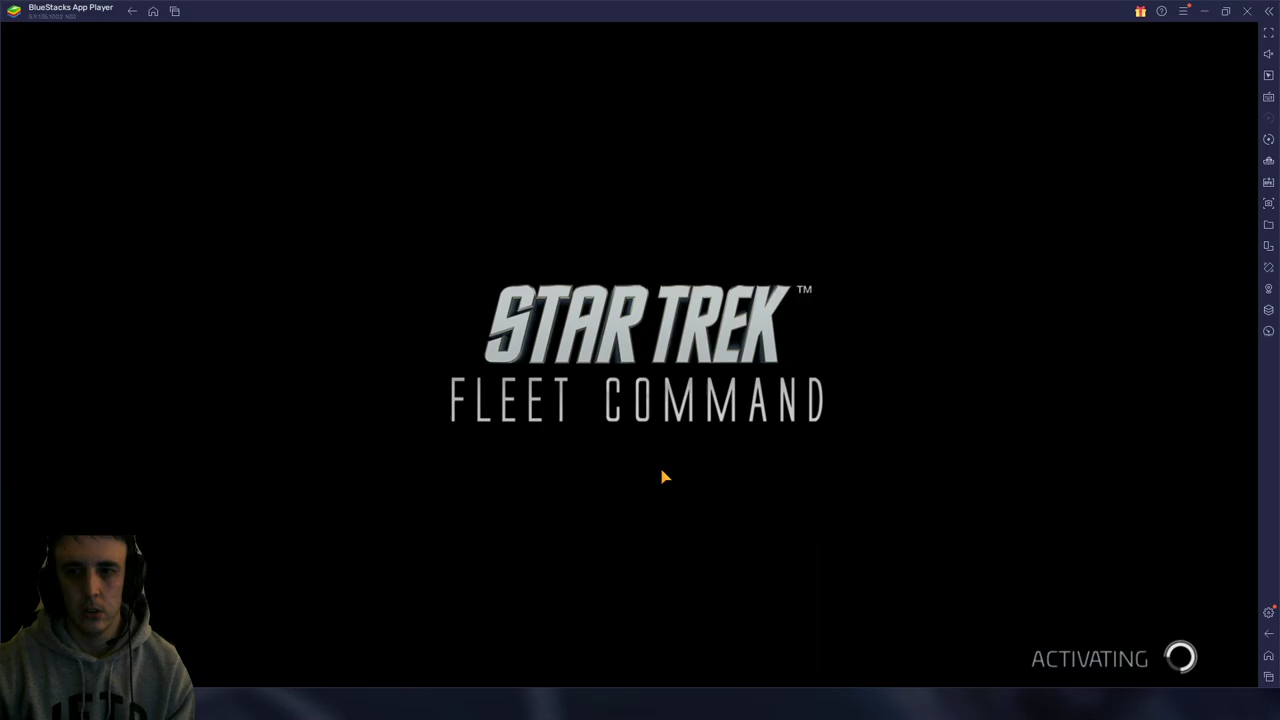 BlueStacks App Player
STAR TREK™
FLEET COMMAND
ACTIVATING